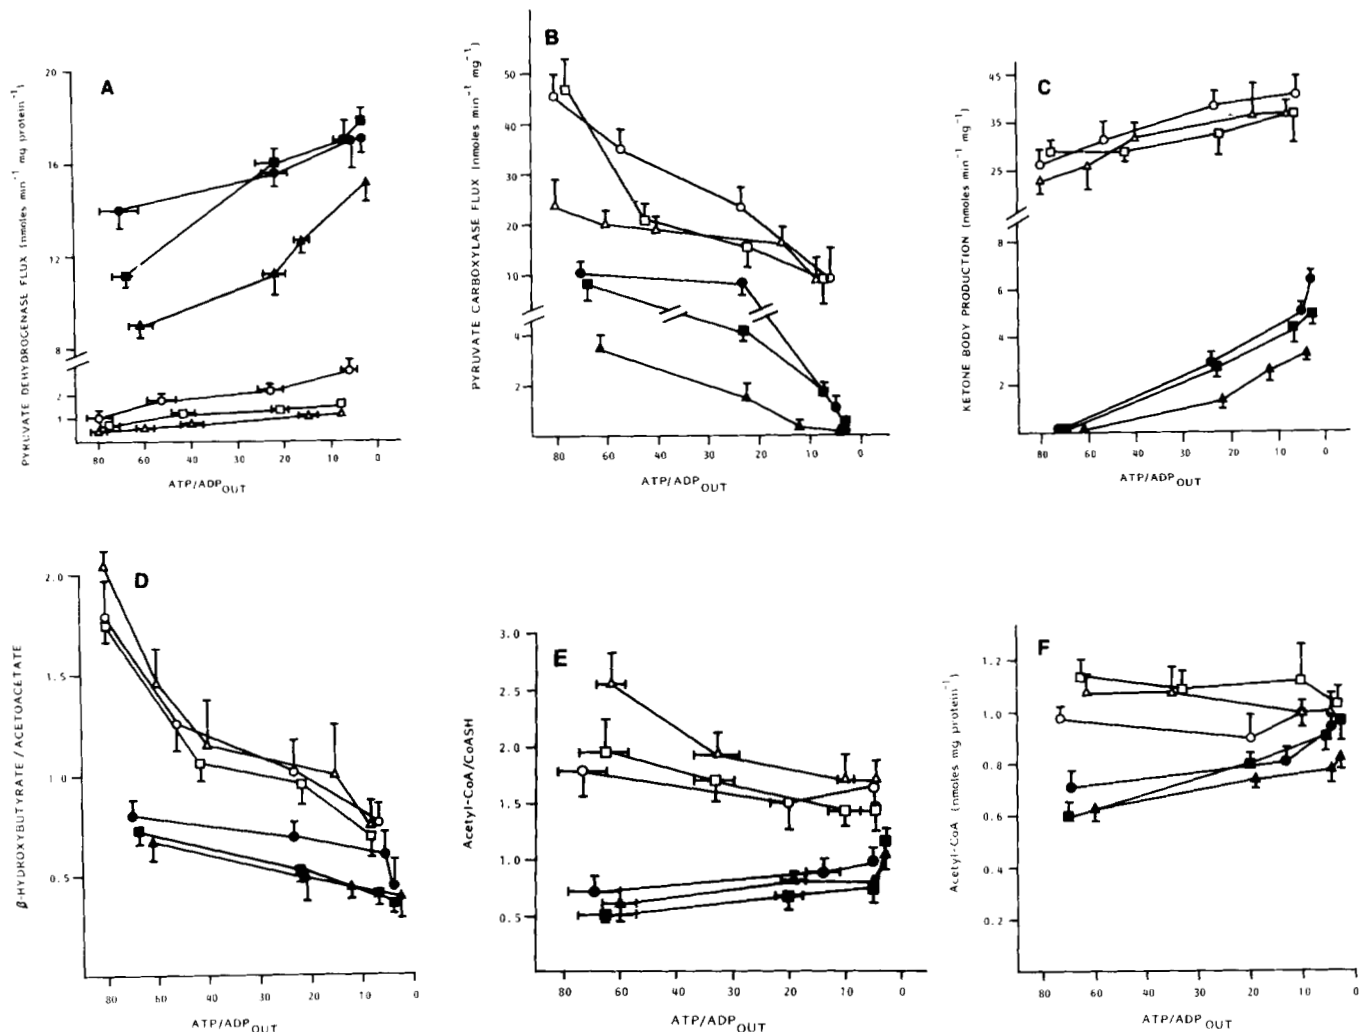 A
PYRUVATE DEHYDROGENASE FLUX (nmoles min⁻¹ mg protein⁻¹)
20
16
12
8
2
1
80 60 40 30 20 10 0
ATP/ADP OUT
B
PYRUVATE CARBOXYLASE FLUX (nmoles min⁻¹ mg⁻¹)
50
40
30
20
10
4
2
80 60 40 20 10 0
ATP/ADP OUT
C
KETONE BODY PRODUCTION (nmoles min⁻¹ mg⁻¹)
45
35
25
8
6
4
2
80 60 40 20 10 0
ATP/ADP OUT
D
β-HYDROXYBUTYRATE / ACETOACETATE
2.0
1.5
1.0
0.5
80 60 40 20 10 0
ATP/ADP OUT
E
Acetyl-CoA/CoASH
3.0
2.5
2.0
1.5
1.0
0.5
80 60 40 20 10 0
ATP/ADP OUT
F
Acetyl-CoA (nmoles mg protein⁻¹)
1.2
1.0
0.8
0.6
0.4
0.2
80 60 40 20 10 0
ATP/ADP OUT